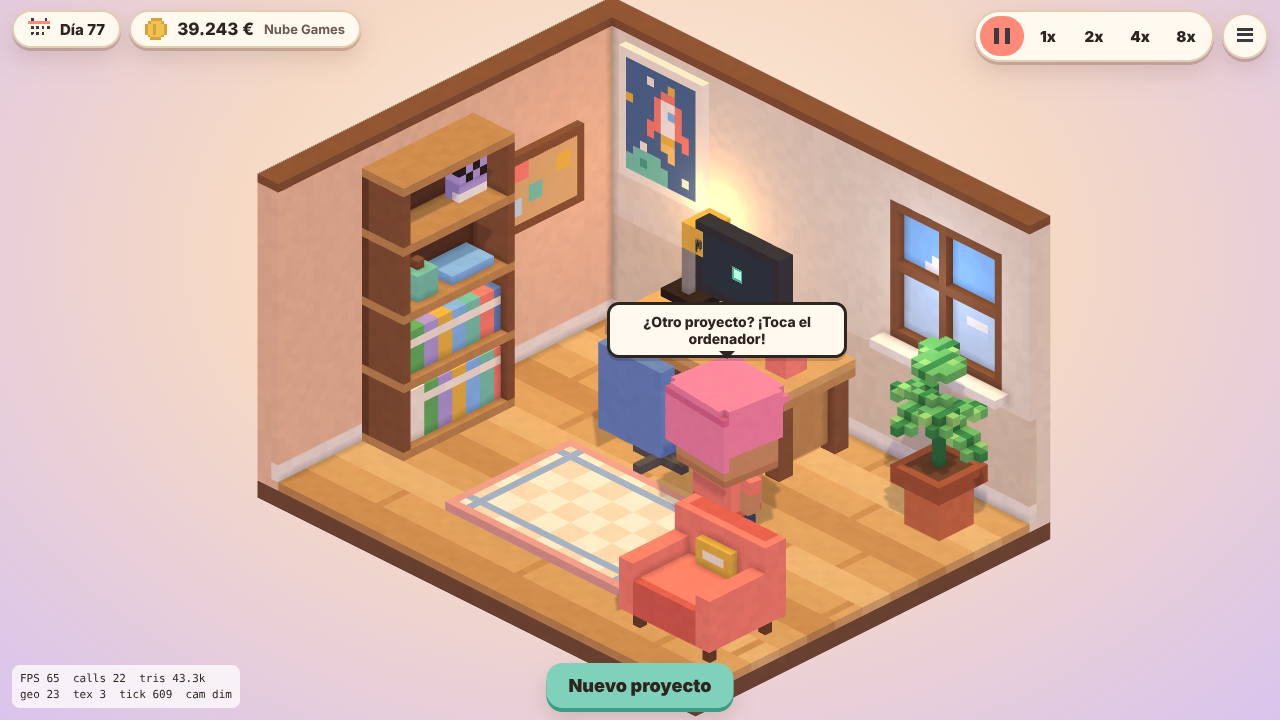 Día 77
39.243 € Nube Games
1x 2x 4x 8x
¿Otro proyecto? ¡Toca el
ordenador!
FPS 65 calls 22 tris 43.3k
geo 23 tex 3 tick 609 cam dim
Nuevo proyecto